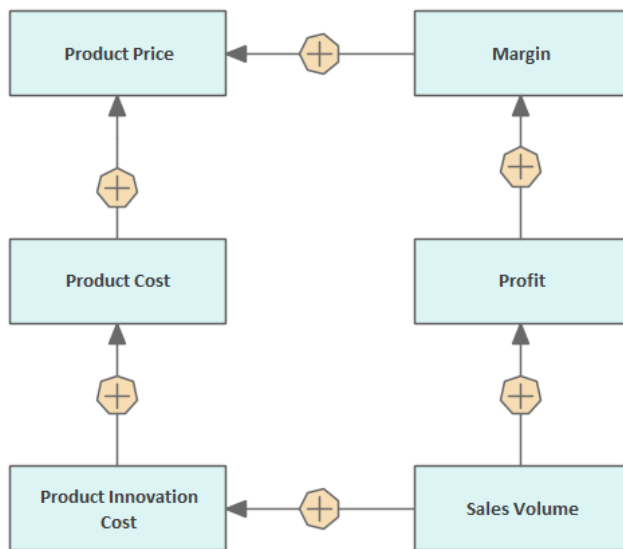 Product Price
Margin
Product Cost
Profit
Product Innovation
Cost
Sales Volume